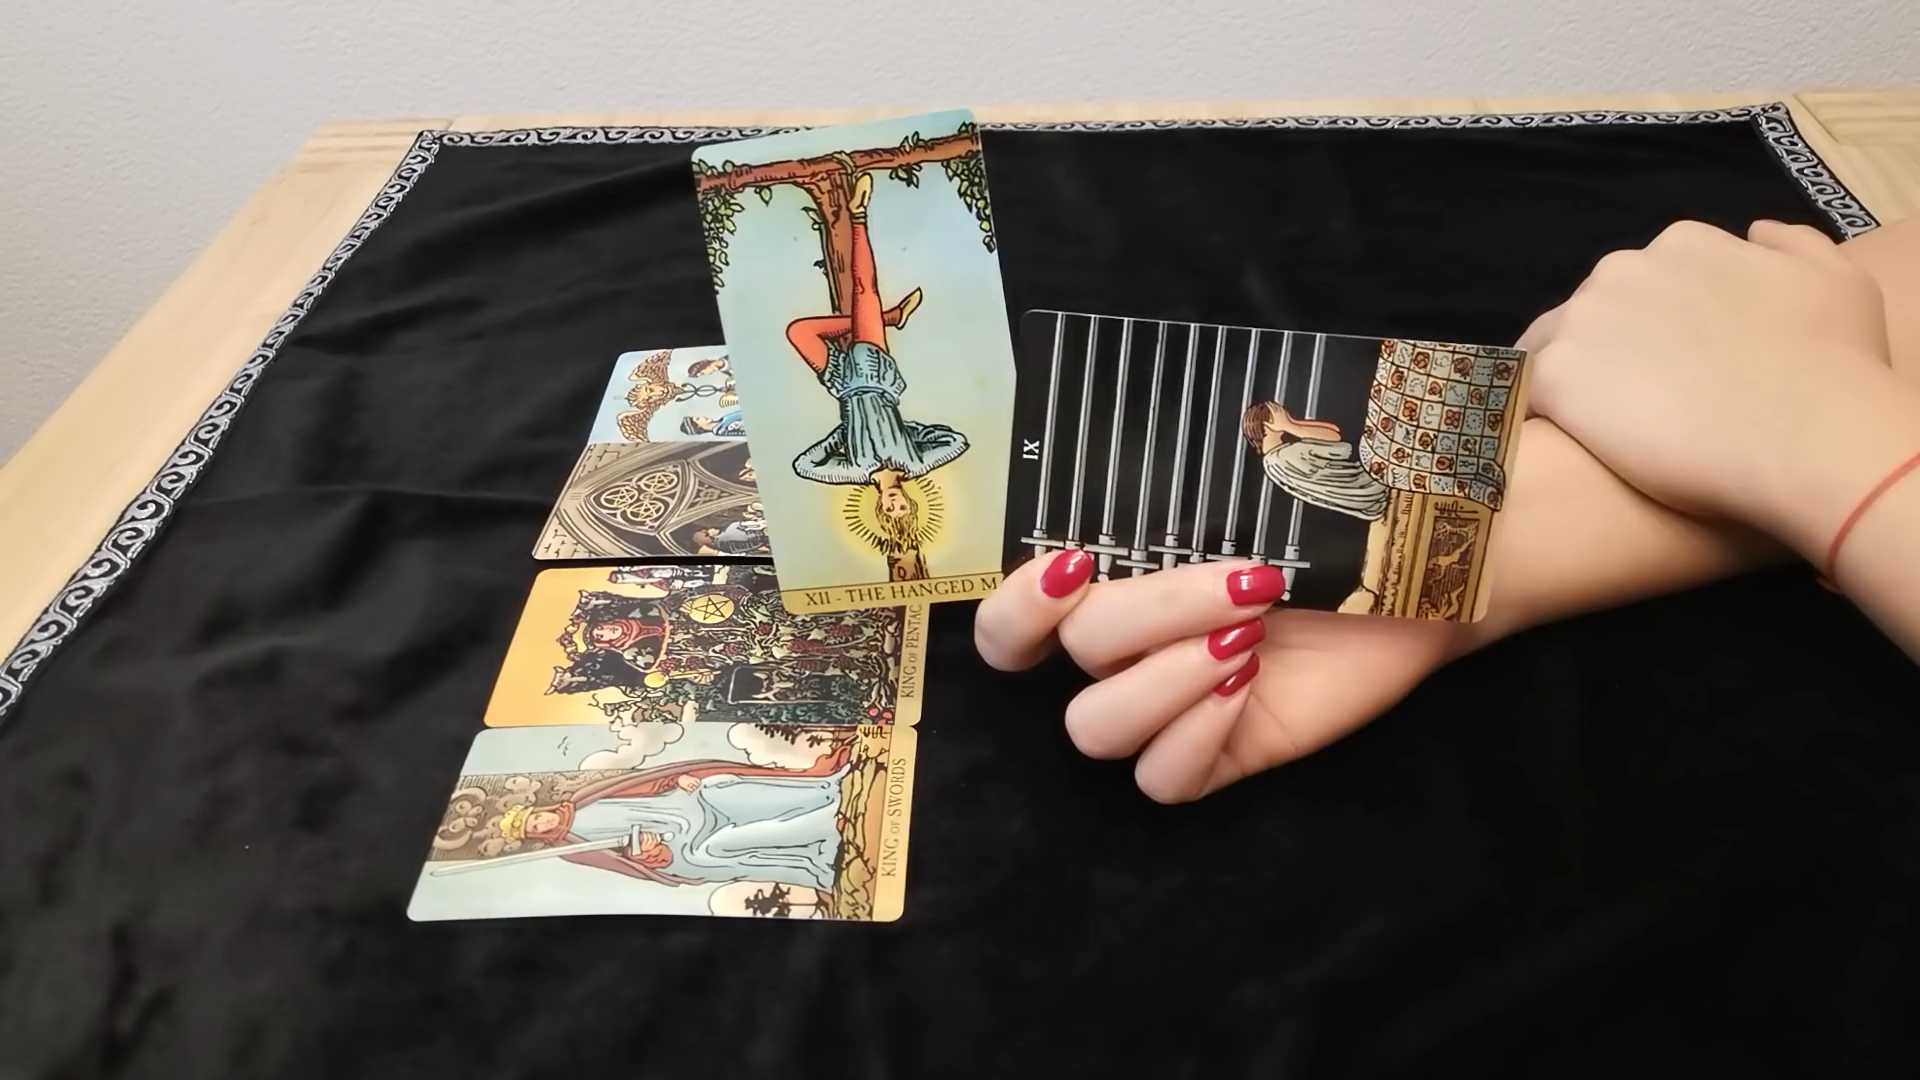 XII - THE HANGED M
IX
KING OF PENTAC
KING OF SWORDS